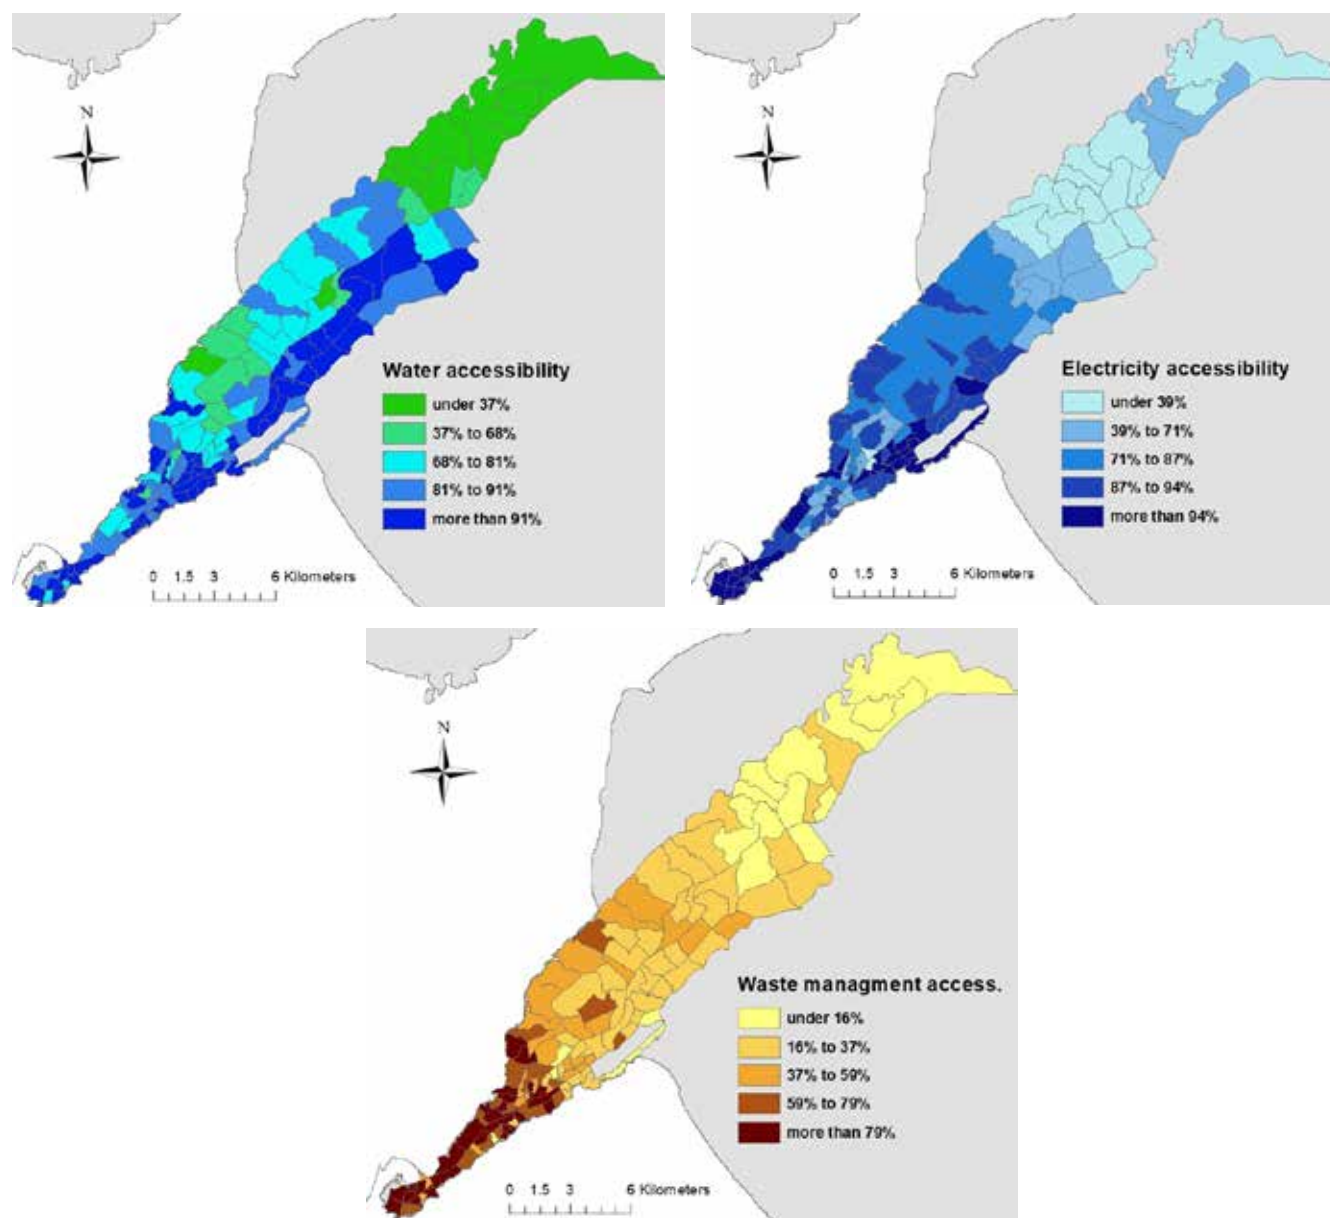 N
Water accessibility
under 37%
37% to 68%
68% to 81%
81% to 91%
more than 91%
0 1.5 3 6 Kilometers
N
Electricity accessibility
under 39%
39% to 71%
71% to 87%
87% to 94%
more than 94%
0 1.5 3 6 Kilometers
N
Waste managment access.
under 16%
16% to 37%
37% to 59%
59% to 79%
more than 79%
0 1.5 3 6 Kilometers